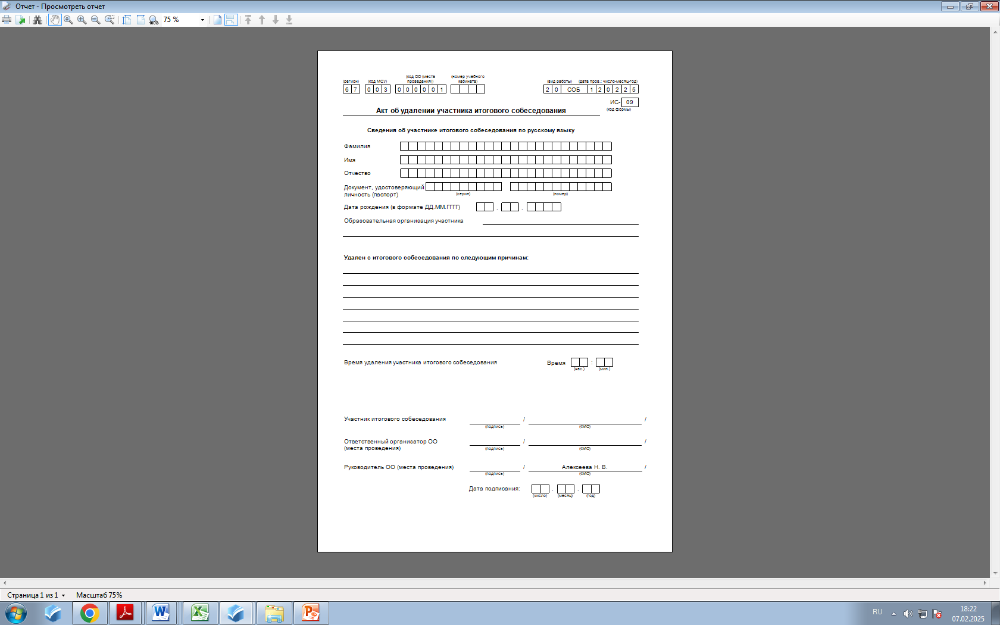 Отчет - Просмотреть отчет
100%
75 %
(регион) (код МСУ) (код ОО (места проведения)) (номер учебного кабинета) (вид работы) (дата пров.: число-месяц-год)
6 7 0 0 3 0 0 0 0 0 1 2 0 СОБ 1 2 0 2 2 5
ИС- 09
(код формы)
Акт об удалении участника итогового собеседования
Сведения об участнике итогового собеседования по русскому языку
Фамилия
Имя
Отчество
Документ, удостоверяющий
личность (паспорт) (серия) (номер)
Дата рождения (в формате ДД.ММ.ГГГГ) . .
Образовательная организация участника
Удален с итогового собеседования по следующим причинам:
Время удаления участника итогового собеседования Время :
(час.) (мин.)
Участник итогового собеседования / /
(подпись) (ФИО)
Ответственный организатор ОО / /
(места проведения) (подпись) (ФИО)
Руководитель ОО (места проведения) / Алексеева Н. В. /
(подпись) (ФИО)
Дата подписания: . .
(число) (месяц) (год)
Страница 1 из 1 Масштаб 75%
RU 18:22
07.02.2025